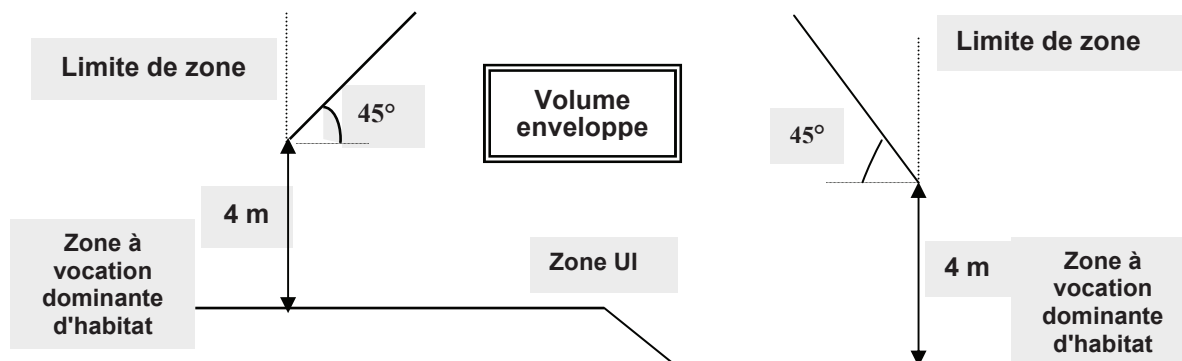 Limite de zone
45°
Volume
enveloppe
Limite de zone
45°
4 m
Zone à
vocation
dominante
d'habitat
Zone UI
4 m
Zone à
vocation
dominante
d'habitat